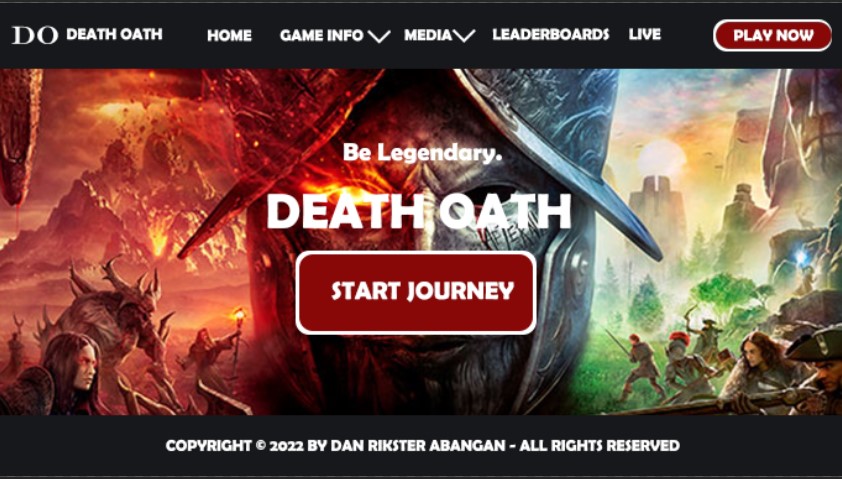 DO DEATH OATH HOME GAME INFO MEDIA LEADERBOARDS LIVE PLAY NOW
Be Legendary.
DEATH OATH
START JOURNEY
COPYRIGHT © 2022 BY DAN RIKSTER ABANGAN - ALL RIGHTS RESERVED